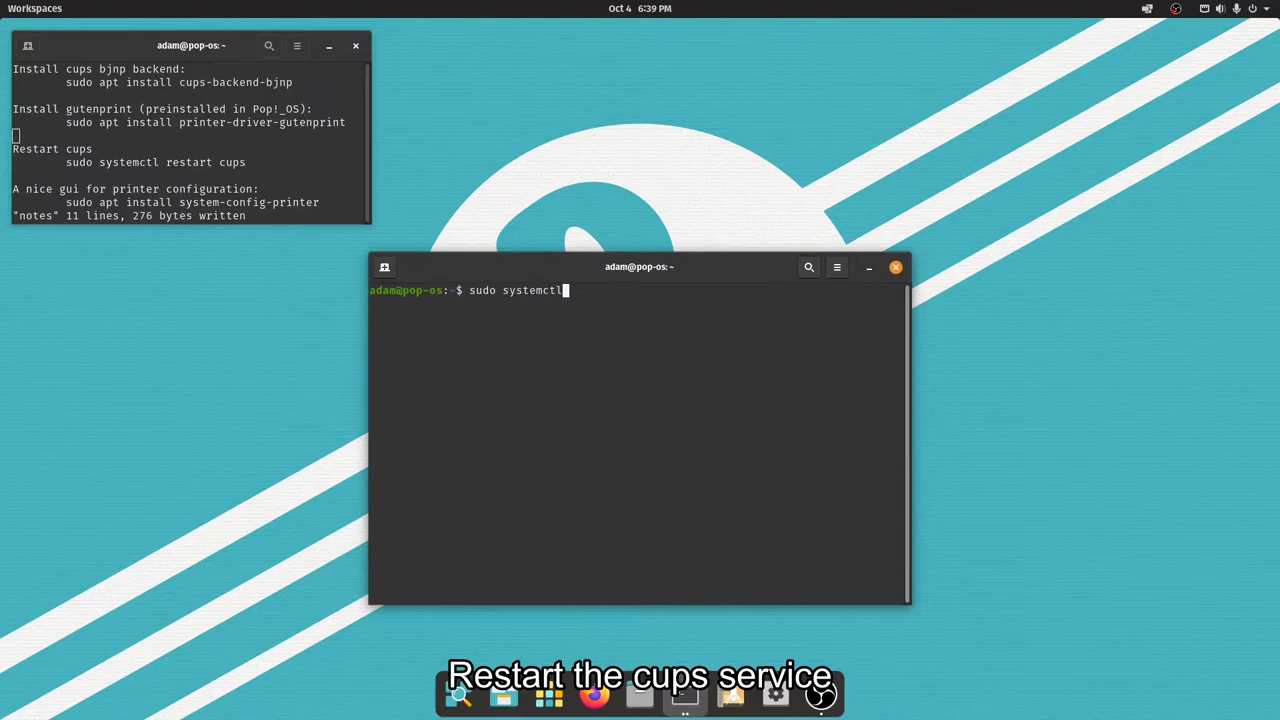 Workspaces
Oct 4 6:39 PM
adam@pop-os: ~
Install cups bjnp backend:
sudo apt install cups-backend-bjnp
Install gutenprint (preinstalled in Pop!_OS):
sudo apt install printer-driver-gutenprint
Restart cups
sudo systemctl restart cups
A nice gui for printer configuration:
sudo apt install system-config-printer
"notes" 11 lines, 276 bytes written
adam@pop-os: ~
adam@pop-os:~$ sudo systemctl
Restart the cups service